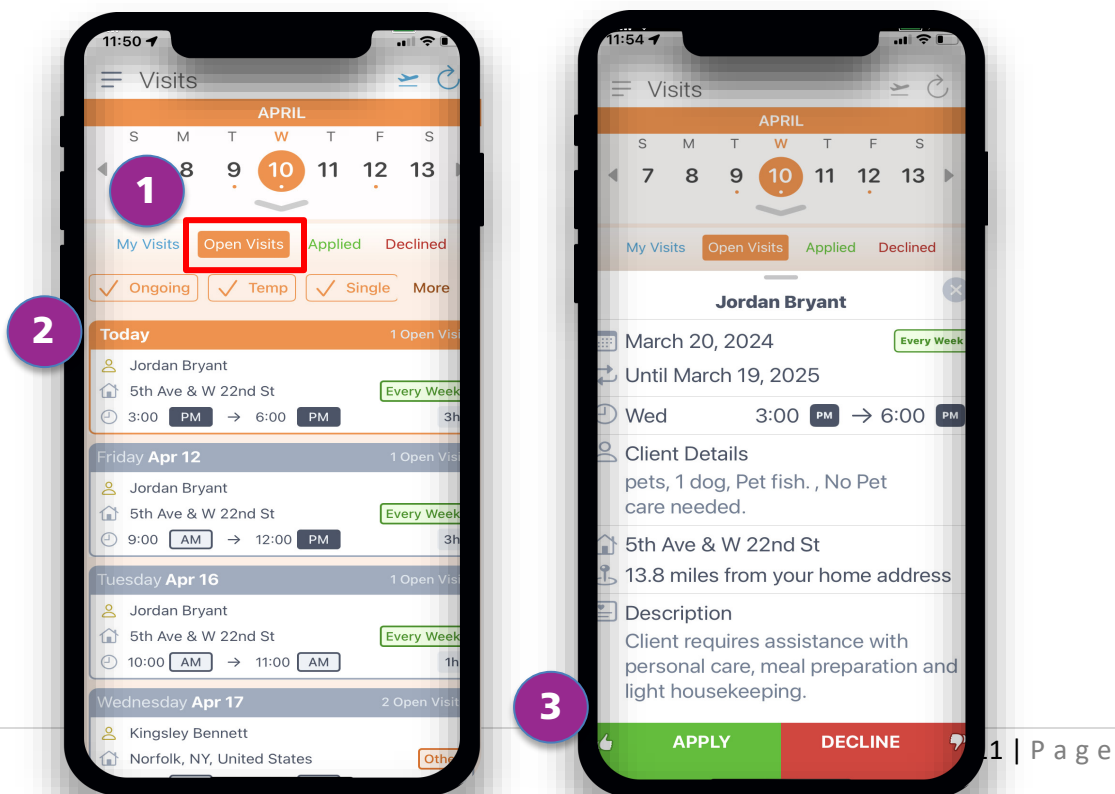 11:50
Visits
APRIL
S M T W T F S
8 9 10 11 12 13
1
My Visits Open Visits Applied Declined
Ongoing Temp Single More
2
Today 1 Open Visi
Jordan Bryant
5th Ave & W 22nd St Every Week
3:00 PM → 6:00 PM 3h
Friday Apr 12 1 Open Visi
Jordan Bryant
5th Ave & W 22nd St Every Week
9:00 AM → 12:00 PM 3h
Tuesday Apr 16 1 Open Visi
Jordan Bryant
5th Ave & W 22nd St Every Week
10:00 AM → 11:00 AM 1h
Wednesday Apr 17 2 Open Visit
Kingsley Bennett
Norfolk, NY, United States Othe
11:54
Visits
APRIL
S M T W T F S
7 8 9 10 11 12 13
My Visits Open Visits Applied Declined
Jordan Bryant
March 20, 2024 Every Week
Until March 19, 2025
Wed 3:00 PM → 6:00 PM
Client Details
pets, 1 dog, Pet fish. , No Pet
care needed.
5th Ave & W 22nd St
13.8 miles from your home address
Description
Client requires assistance with
personal care, meal preparation and
light housekeeping.
3
APPLY DECLINE
11 | P a g e